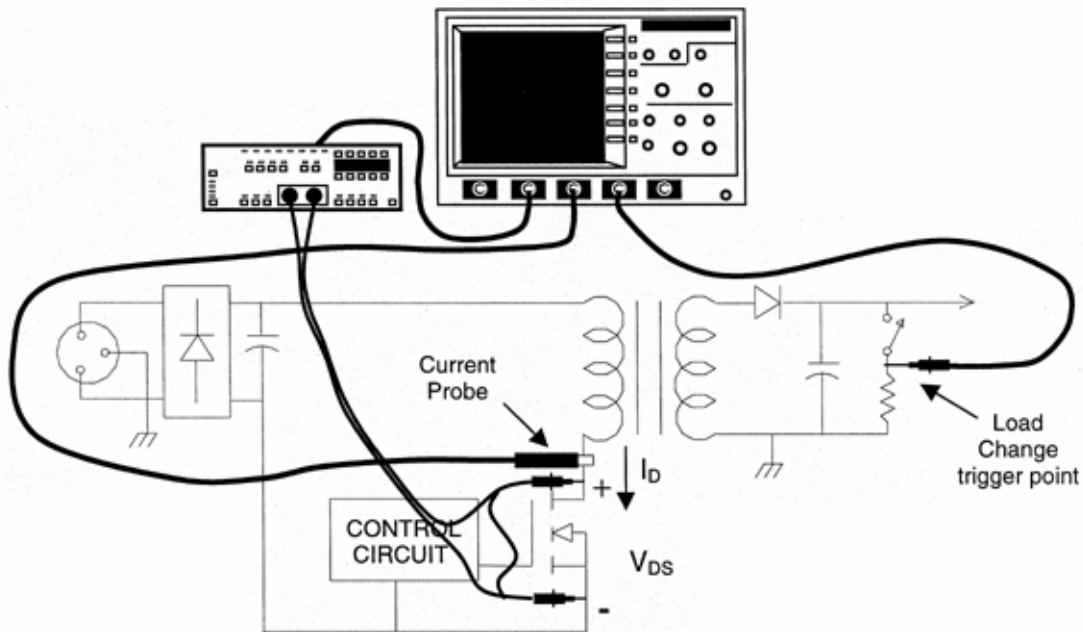 Current
Probe
Load
Change
trigger point
I_D
+
CONTROL
CIRCUIT
V_DS
-